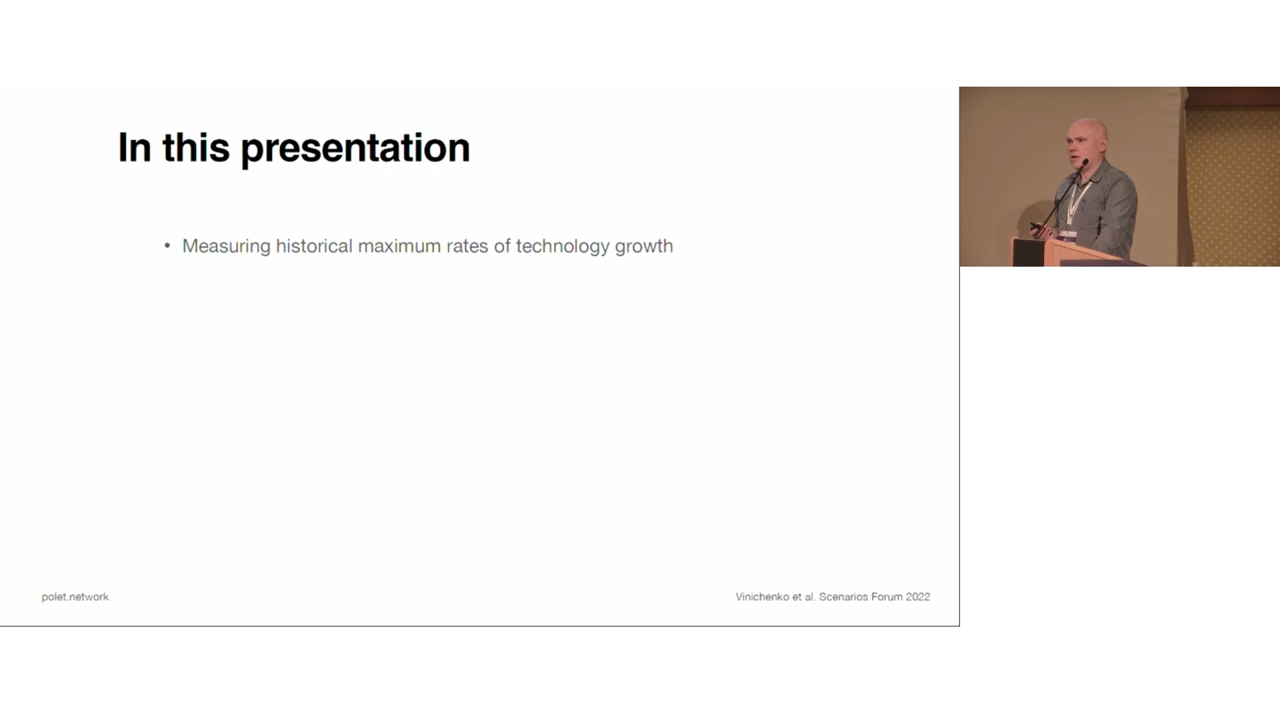 In this presentation
• Measuring historical maximum rates of technology growth
polet.network
Vinichenko et al. Scenarios Forum 2022